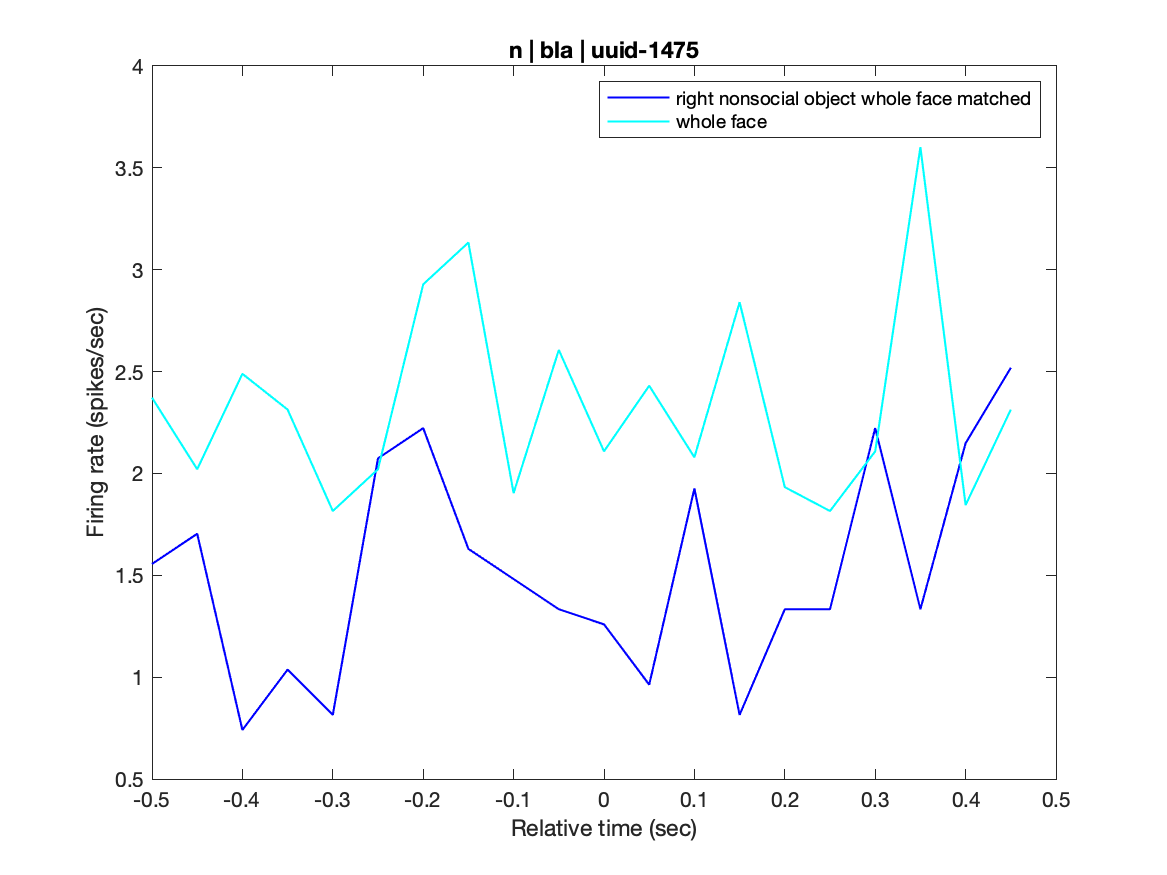 n | bla | uuid-1475
right nonsocial object whole face matched
whole face
4
3.5
3
2.5
2
1.5
1
0.5
Firing rate (spikes/sec)
-0.5 -0.4 -0.3 -0.2 -0.1 0 0.1 0.2 0.3 0.4 0.5
Relative time (sec)